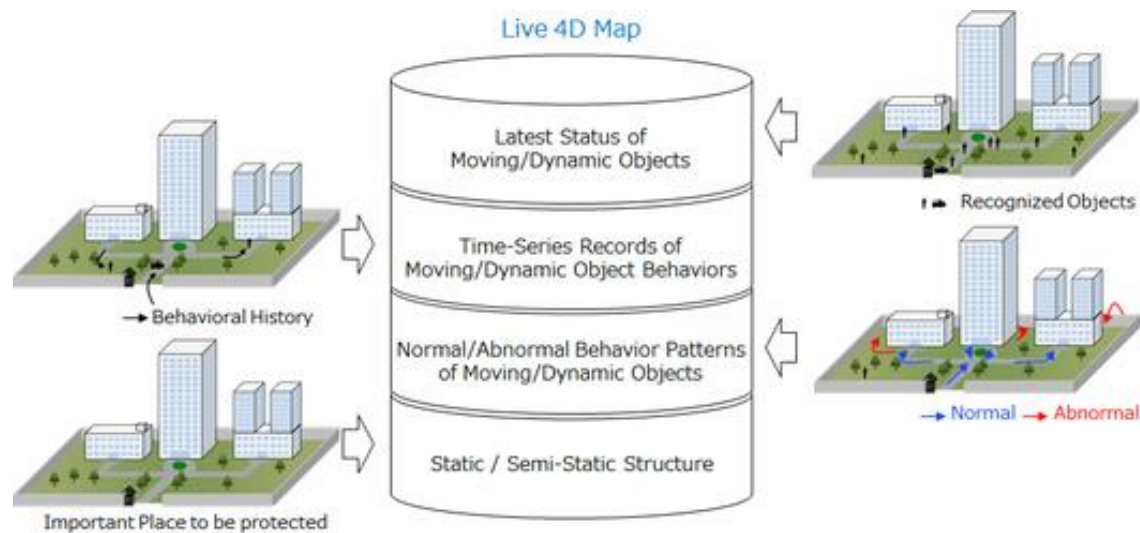 Live 4D Map
Latest Status of
Moving/Dynamic Objects
Recognized Objects
Time-Series Records of
Moving/Dynamic Object Behaviors
Behavioral History
Normal/Abnormal Behavior Patterns
of Moving/Dynamic Objects
Normal Abnormal
Static / Semi-Static Structure
Important Place to be protected